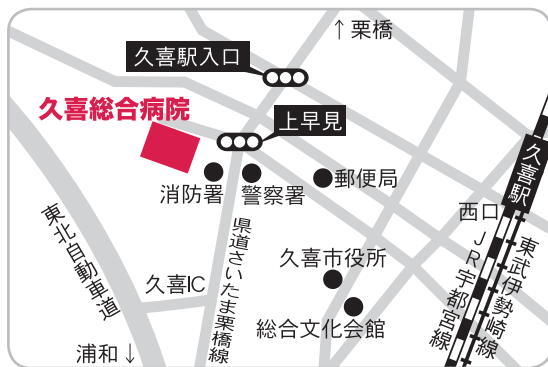 ↑栗橋
久喜駅入口
久喜総合病院
上早見
久喜駅
消防署
警察署
郵便局
西口
東北自動車道
県道さいたま栗橋線
久喜市役所
JR宇都宮線
東武伊勢崎線
久喜IC
総合文化会館
浦和↓